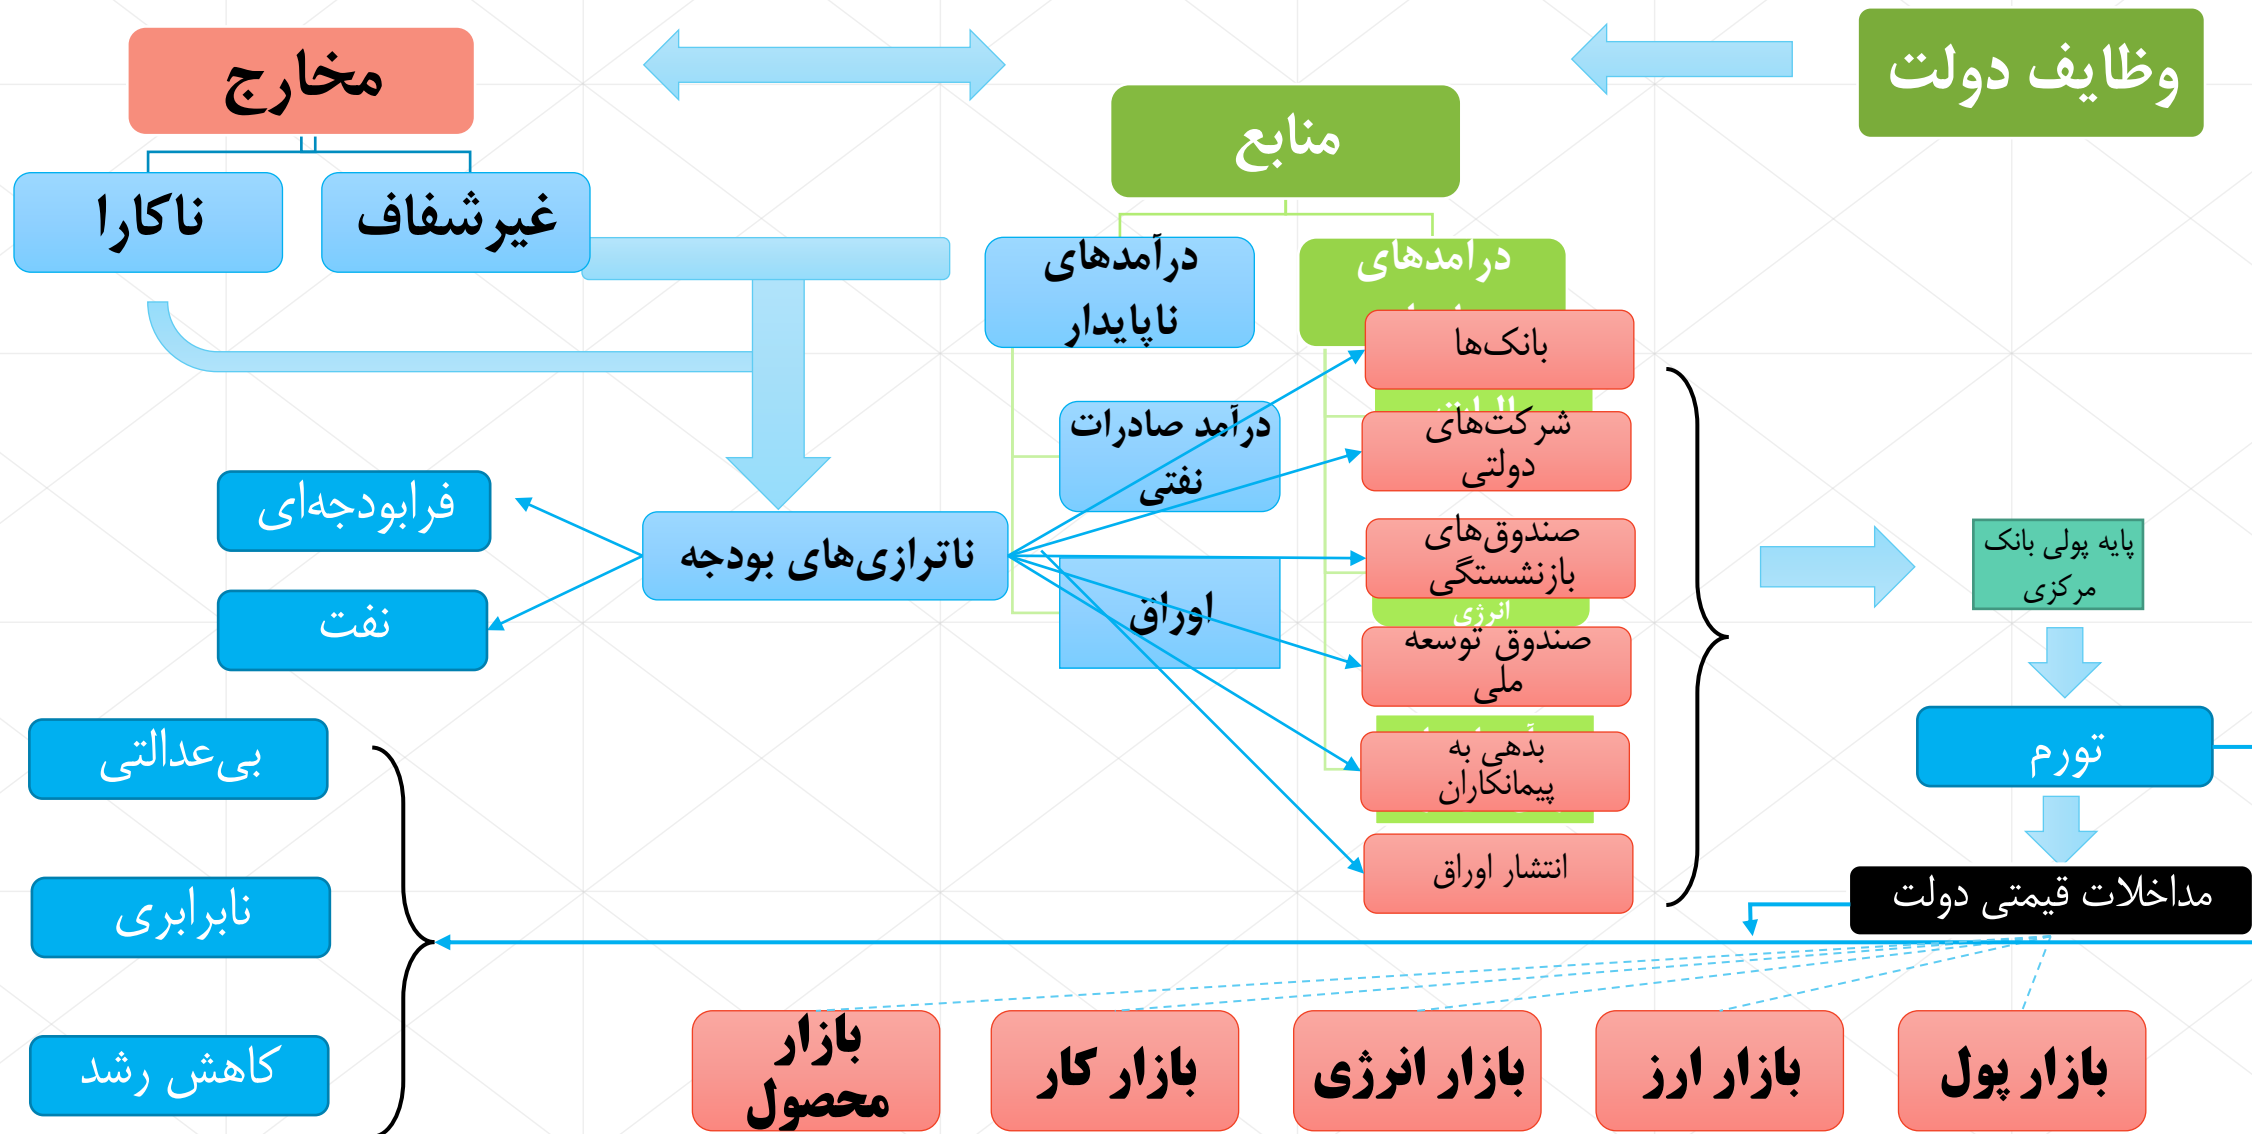 وظایف دولت
منابع
مخارج
غیرشفاف
ناکارا
درآمدهای
درآمدهای
ناپایدار
بانک‌ها
درآمد صادرات
نفتی
شرکت‌های
دولتی
اوراق
صندوق‌های
بازنشستگی
انرژی
صندوق توسعه
ملی
بدهی به
پیمانکاران
انتشار اوراق
ناترازی‌های بودجه
فرابودجه‌ای
نفت
پایه پولی بانک
مرکزی
تورم
مداخلات قیمتی دولت
بی‌عدالتی
نابرابری
کاهش رشد
بازار پول
بازار ارز
بازار انرژی
بازار کار
بازار
محصول